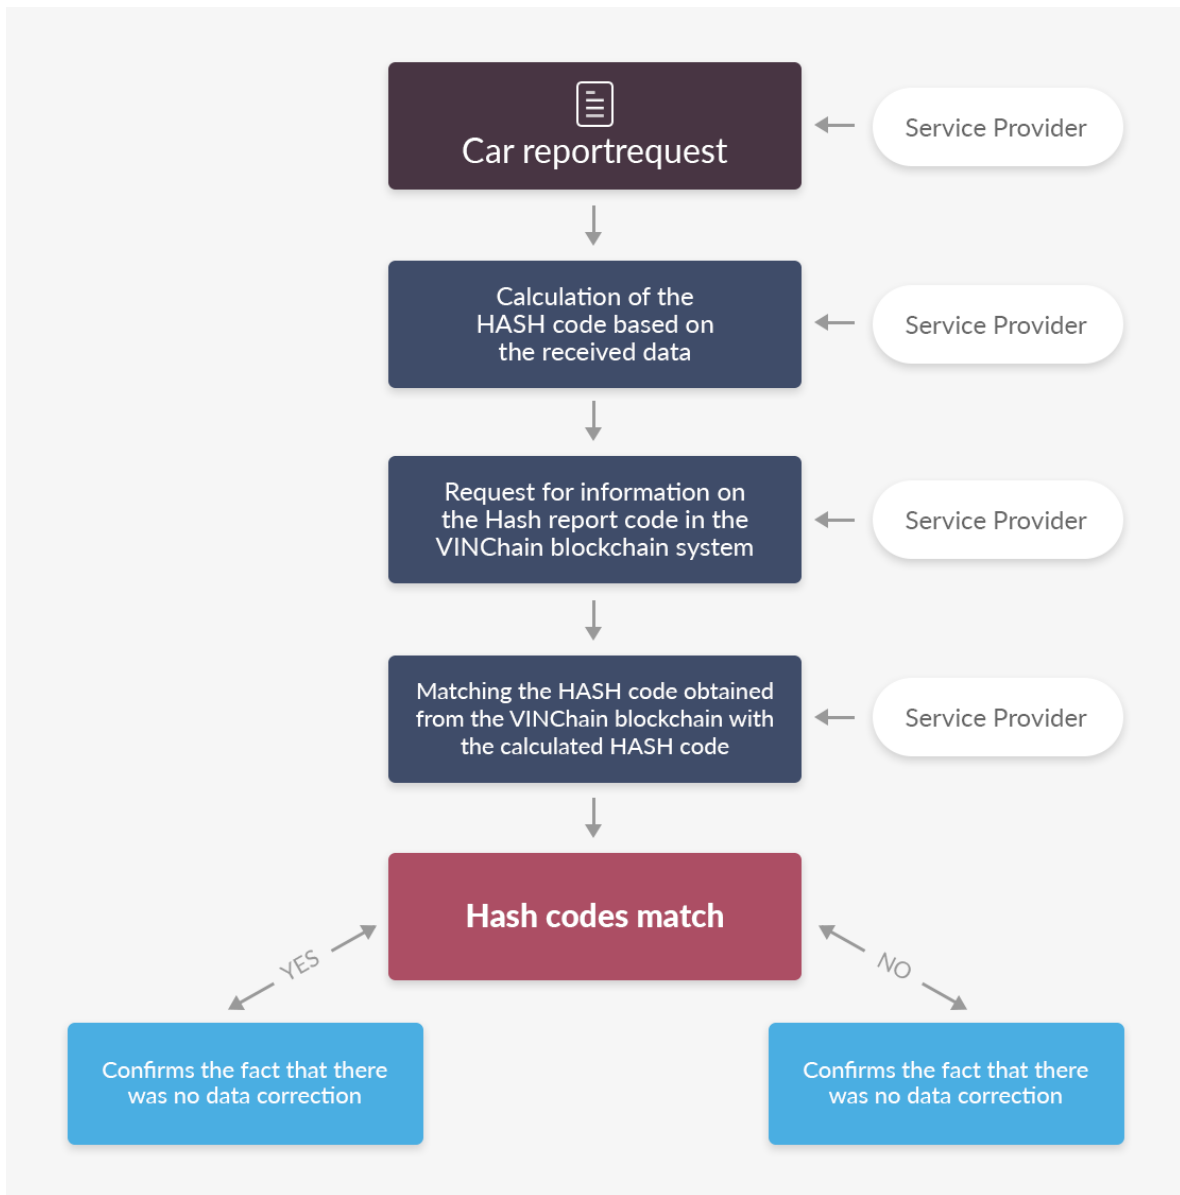 Car reportrequest
Service Provider
Calculation of the
HASH code based on
the received data
Service Provider
Request for information on
the Hash report code in the
VINChain blockchain system
Service Provider
Matching the HASH code obtained
from the VINChain blockchain with
the calculated HASH code
Service Provider
Hash codes match
YES
NO
Confirms the fact that there
was no data correction
Confirms the fact that there
was no data correction